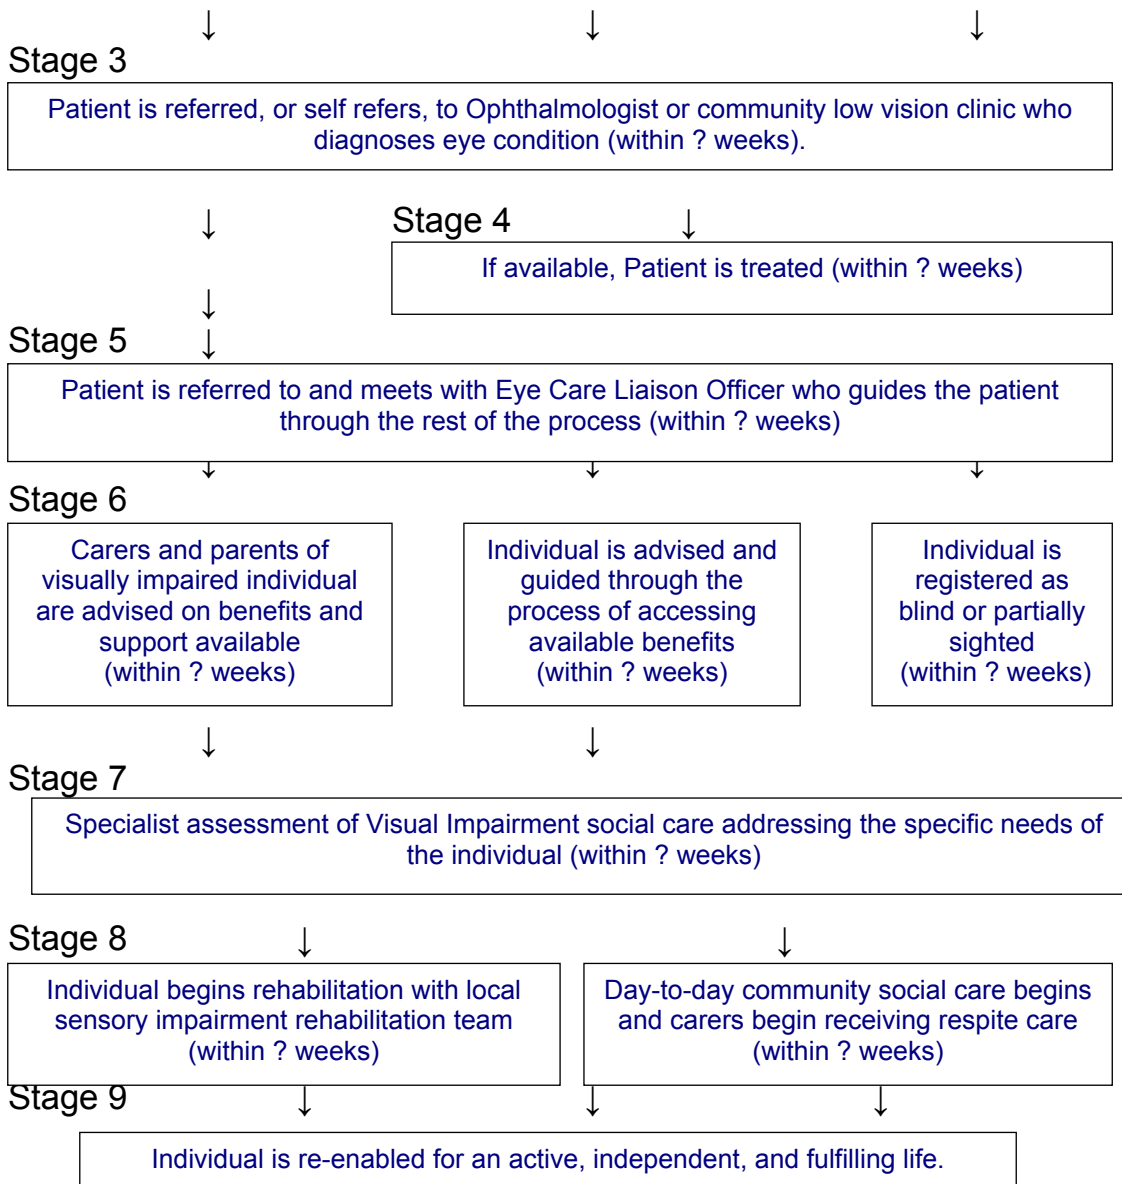 ↓ ↓ ↓
Stage 3
Patient is referred, or self refers, to Ophthalmologist or community low vision clinic who
diagnoses eye condition (within ? weeks).
↓ ↓
Stage 4
If available, Patient is treated (within ? weeks)
↓
Stage 5 ↓
Patient is referred to and meets with Eye Care Liaison Officer who guides the patient
through the rest of the process (within ? weeks)
↓ ↓ ↓
Stage 6
Carers and parents of
visually impaired individual
are advised on benefits and
support available
(within ? weeks)
Individual is advised and
guided through the
process of accessing
available benefits
(within ? weeks)
Individual is
registered as
blind or partially
sighted
(within ? weeks)
↓ ↓
Stage 7
Specialist assessment of Visual Impairment social care addressing the specific needs of
the individual (within ? weeks)
Stage 8 ↓ ↓
Individual begins rehabilitation with local
sensory impairment rehabilitation team
(within ? weeks)
Day-to-day community social care begins
and carers begin receiving respite care
(within ? weeks)
Stage 9 ↓ ↓ ↓
Individual is re-enabled for an active, independent, and fulfilling life.